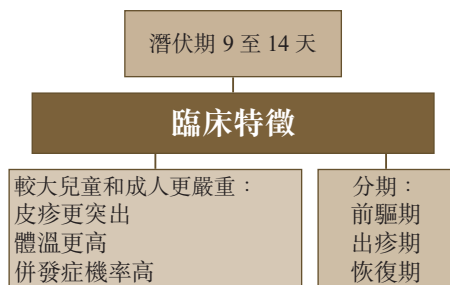 潛伏期 9 至 14 天
臨床特徵
較大兒童和成人更嚴重：
皮疹更突出
體溫更高
併發症機率高
分期：
前驅期
出疹期
恢復期